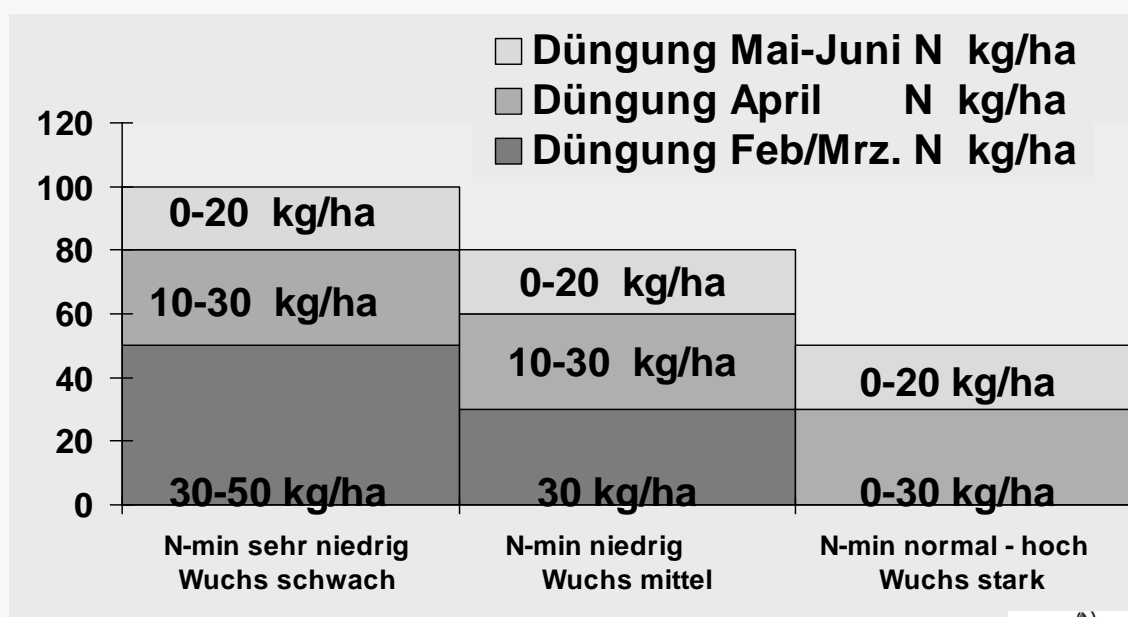 Düngung Mai-Juni N kg/ha
Düngung April N kg/ha
Düngung Feb/Mrz. N kg/ha
120
100
80
60
40
20
0
0-20 kg/ha
10-30 kg/ha
30-50 kg/ha
0-20 kg/ha
10-30 kg/ha
30 kg/ha
0-20 kg/ha
0-30 kg/ha
N-min sehr niedrig
Wuchs schwach
N-min niedrig
Wuchs mittel
N-min normal - hoch
Wuchs stark